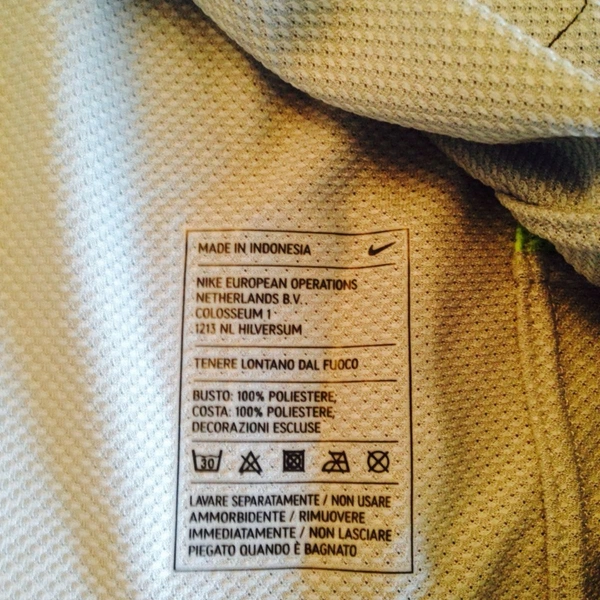 MADE IN INDONESIA
NIKE EUROPEAN OPERATIONS
NETHERLANDS B.V.
COLOSSEUM 1
1213 NL HILVERSUM
TENERE LONTANO DAL FUOCO
BUSTO: 100% POLIESTERE,
COSTA: 100% POLIESTERE,
DECORAZIONI ESCLUSE
30
LAVARE SEPARATAMENTE / NON USARE
AMMORBIDENTE / RIMUOVERE
IMMEDIATAMENTE / NON LASCIARE
PIEGATO QUANDO È BAGNATO